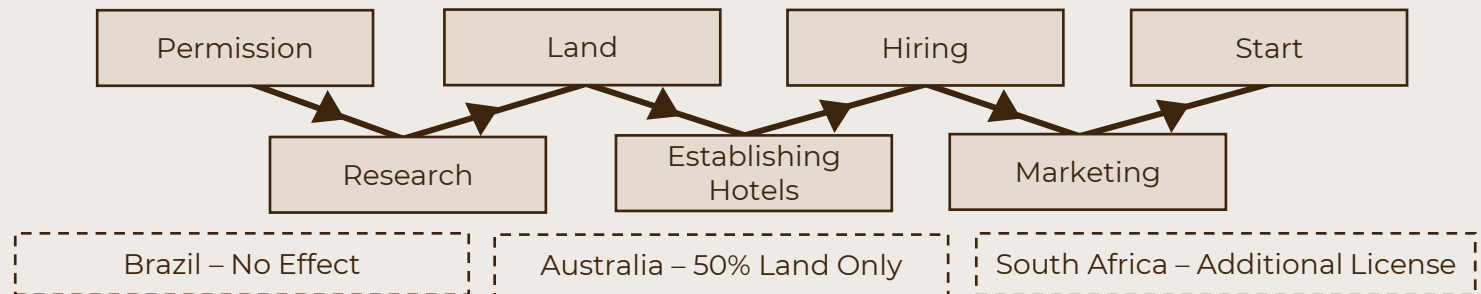 Permission
Land
Hiring
Start
Research
Establishing
Hotels
Marketing
Brazil – No Effect
Australia – 50% Land Only
South Africa – Additional License